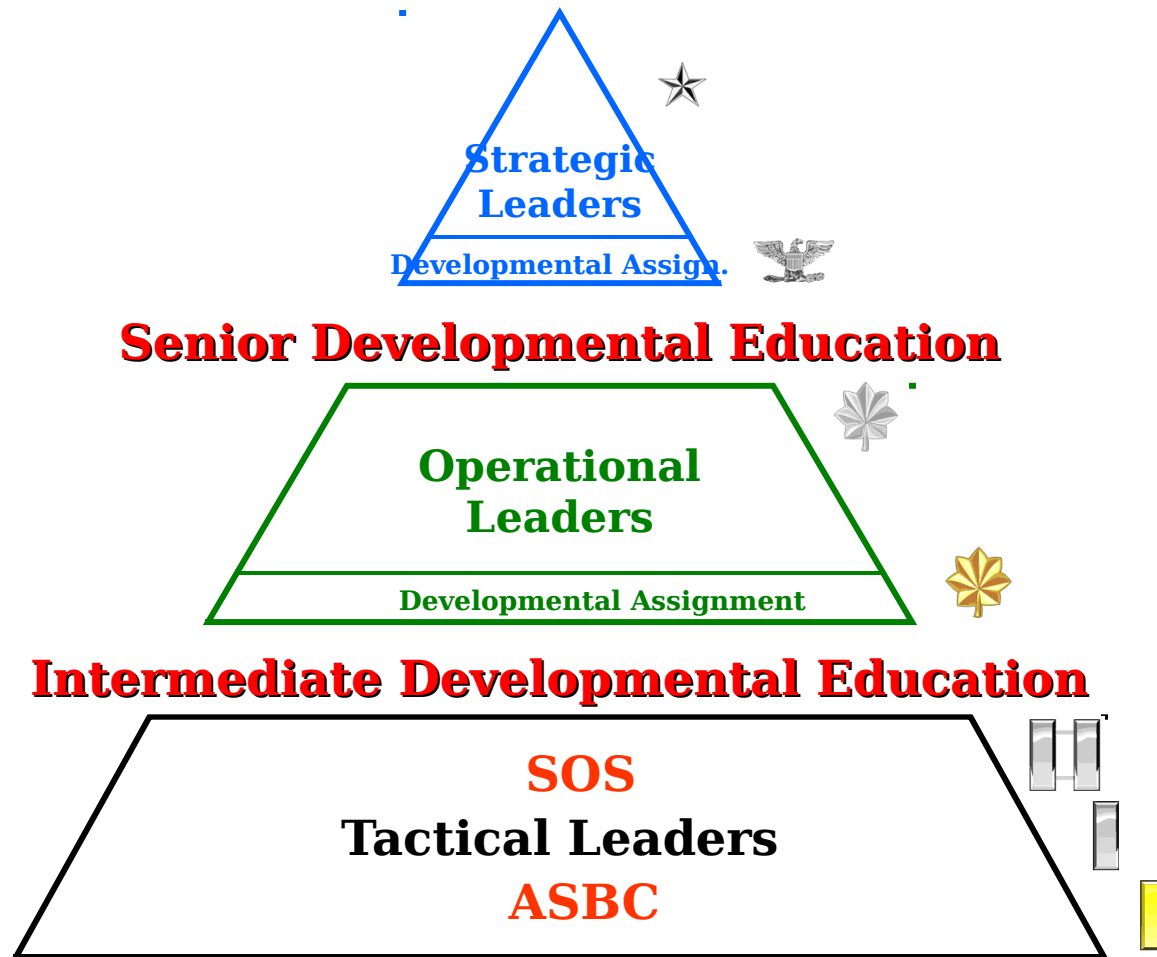 Strategic
Leaders
Developmental Assign.
Senior Developmental Education
Operational
Leaders
Developmental Assignment
Intermediate Developmental Education
SOS
Tactical Leaders
ASBC